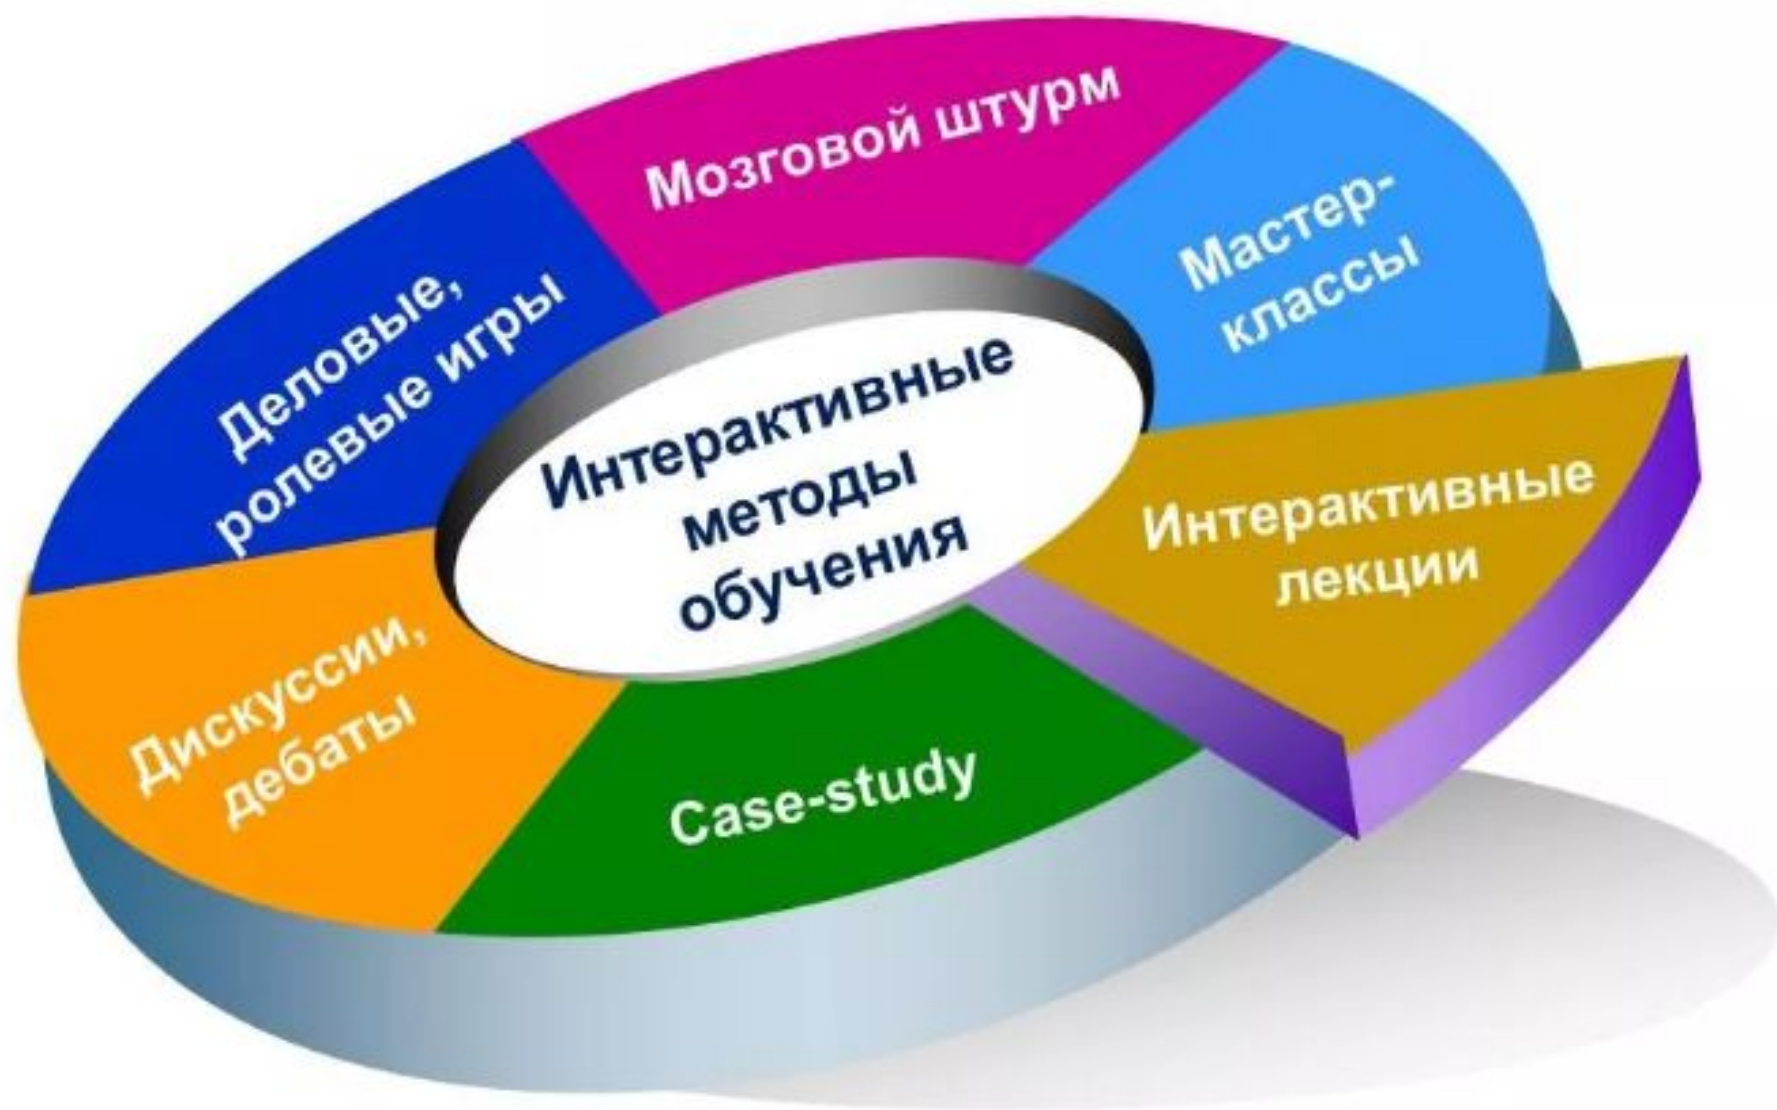 Мозговой штурм
Мастер-
классы
Деловые,
ролевые игры
Интерактивные
методы
обучения
Интерактивные
лекции
Дискуссии,
дебаты
Case-study